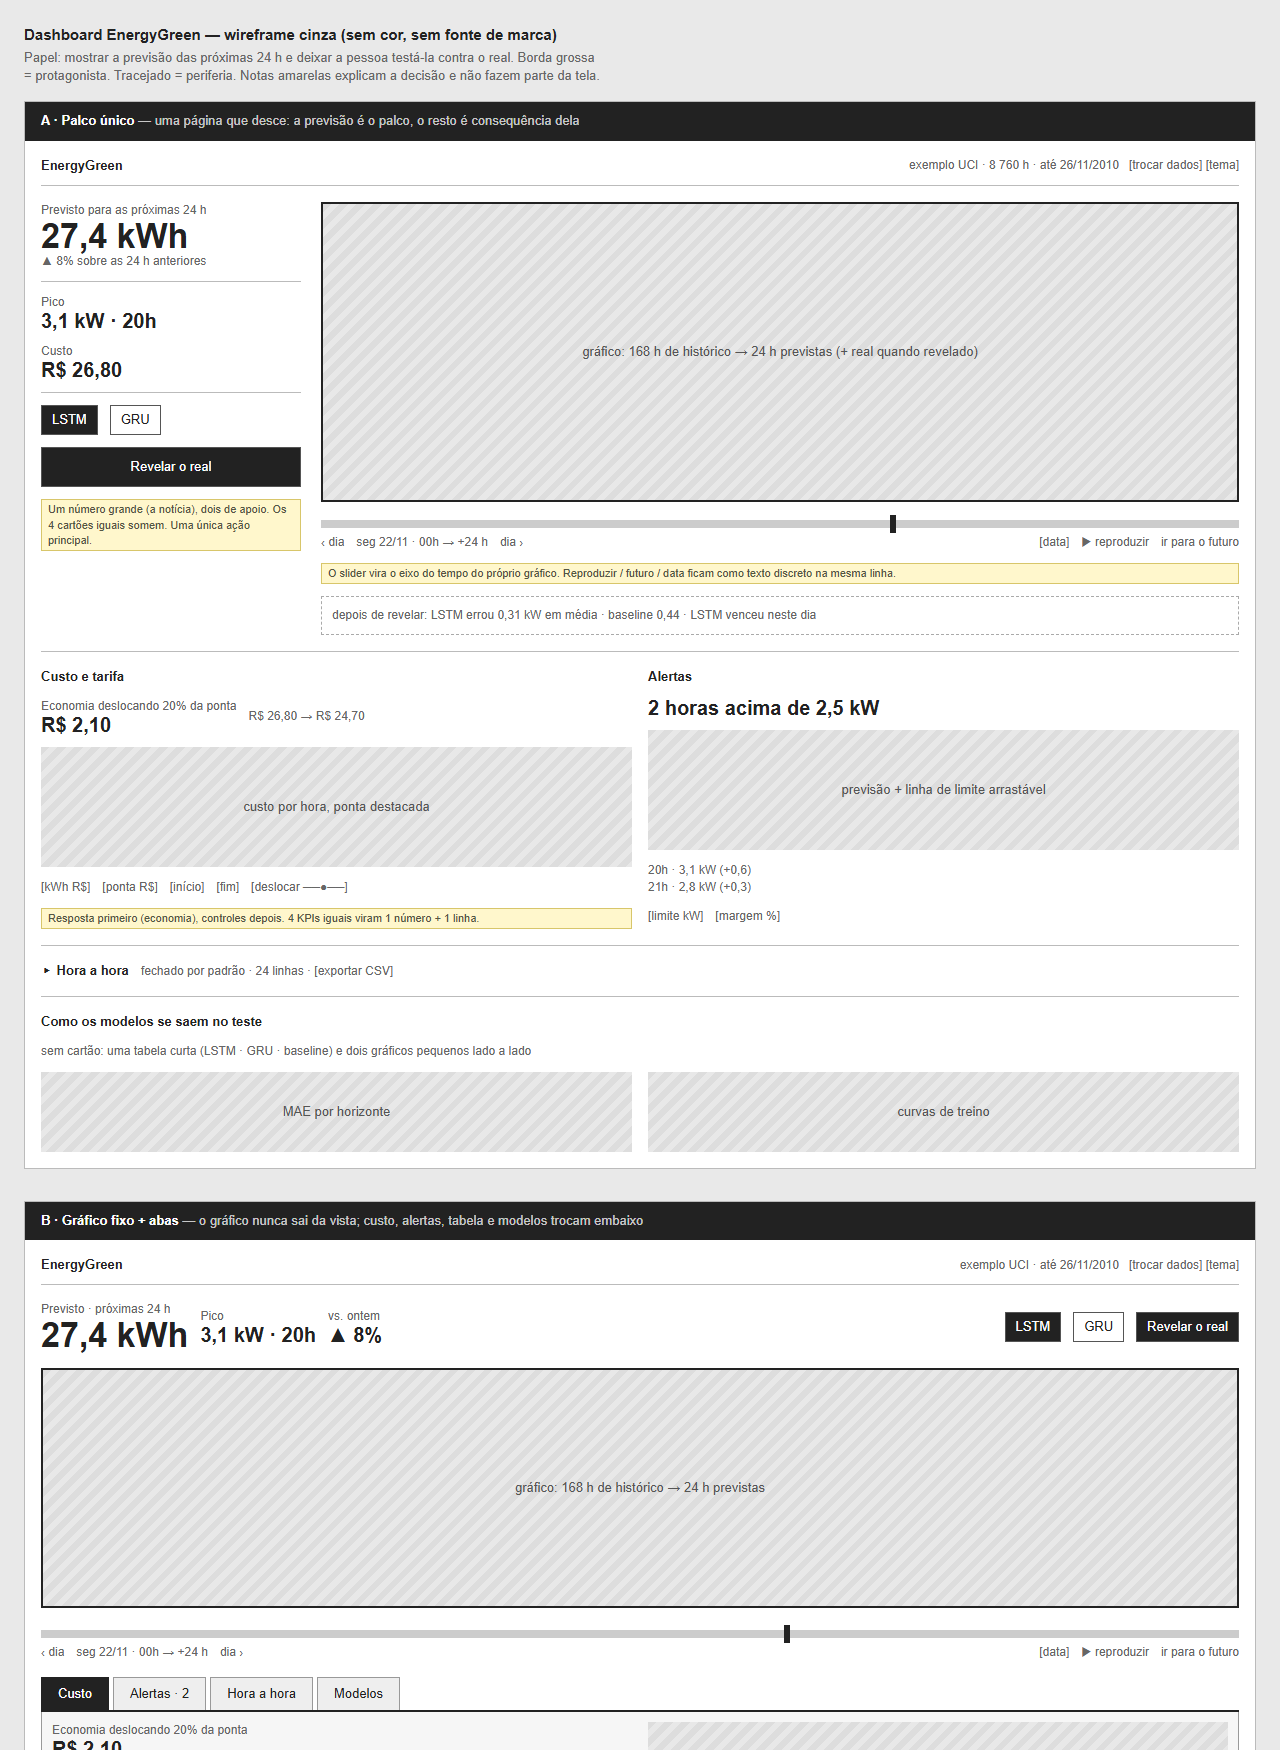 Dashboard EnergyGreen — wireframe cinza (sem cor, sem fonte de marca)
Papel: mostrar a previsão das próximas 24 h e deixar a pessoa testá-la contra o real. Borda grossa
= protagonista. Tracejado = periferia. Notas amarelas explicam a decisão e não fazem parte da tela.
A · Palco único — uma página que desce: a previsão é o palco, o resto é consequência dela
EnergyGreen
exemplo UCI · 8 760 h · até 26/11/2010 [trocar dados] [tema]
Previsto para as próximas 24 h
27,4 kWh
▲ 8% sobre as 24 h anteriores
Pico
3,1 kW · 20h
Custo
R$ 26,80
LSTM
GRU
Revelar o real
Um número grande (a notícia), dois de apoio. Os
4 cartões iguais somem. Uma única ação
principal.
gráfico: 168 h de histórico → 24 h previstas (+ real quando revelado)
‹ dia seg 22/11 · 00h → +24 h dia ›
[data] ▶ reproduzir ir para o futuro
O slider vira o eixo do tempo do próprio gráfico. Reproduzir / futuro / data ficam como texto discreto na mesma linha.
depois de revelar: LSTM errou 0,31 kW em média · baseline 0,44 · LSTM venceu neste dia
Custo e tarifa
Economia deslocando 20% da ponta
R$ 2,10
R$ 26,80 → R$ 24,70
custo por hora, ponta destacada
[kWh R$] [ponta R$] [início] [fim] [deslocar ──●──]
Resposta primeiro (economia), controles depois. 4 KPIs iguais viram 1 número + 1 linha.
Alertas
2 horas acima de 2,5 kW
previsão + linha de limite arrastável
20h · 3,1 kW (+0,6)
21h · 2,8 kW (+0,3)
[limite kW] [margem %]
▸ Hora a hora fechado por padrão · 24 linhas · [exportar CSV]
Como os modelos se saem no teste
sem cartão: uma tabela curta (LSTM · GRU · baseline) e dois gráficos pequenos lado a lado
MAE por horizonte
curvas de treino
B · Gráfico fixo + abas — o gráfico nunca sai da vista; custo, alertas, tabela e modelos trocam embaixo
EnergyGreen
exemplo UCI · até 26/11/2010 [trocar dados] [tema]
Previsto · próximas 24 h
27,4 kWh
Pico
3,1 kW · 20h
vs. ontem
▲ 8%
LSTM
GRU
Revelar o real
gráfico: 168 h de histórico → 24 h previstas
‹ dia seg 22/11 · 00h → +24 h dia ›
[data] ▶ reproduzir ir para o futuro
Custo
Alertas · 2
Hora a hora
Modelos
Economia deslocando 20% da ponta
R$ 2,10